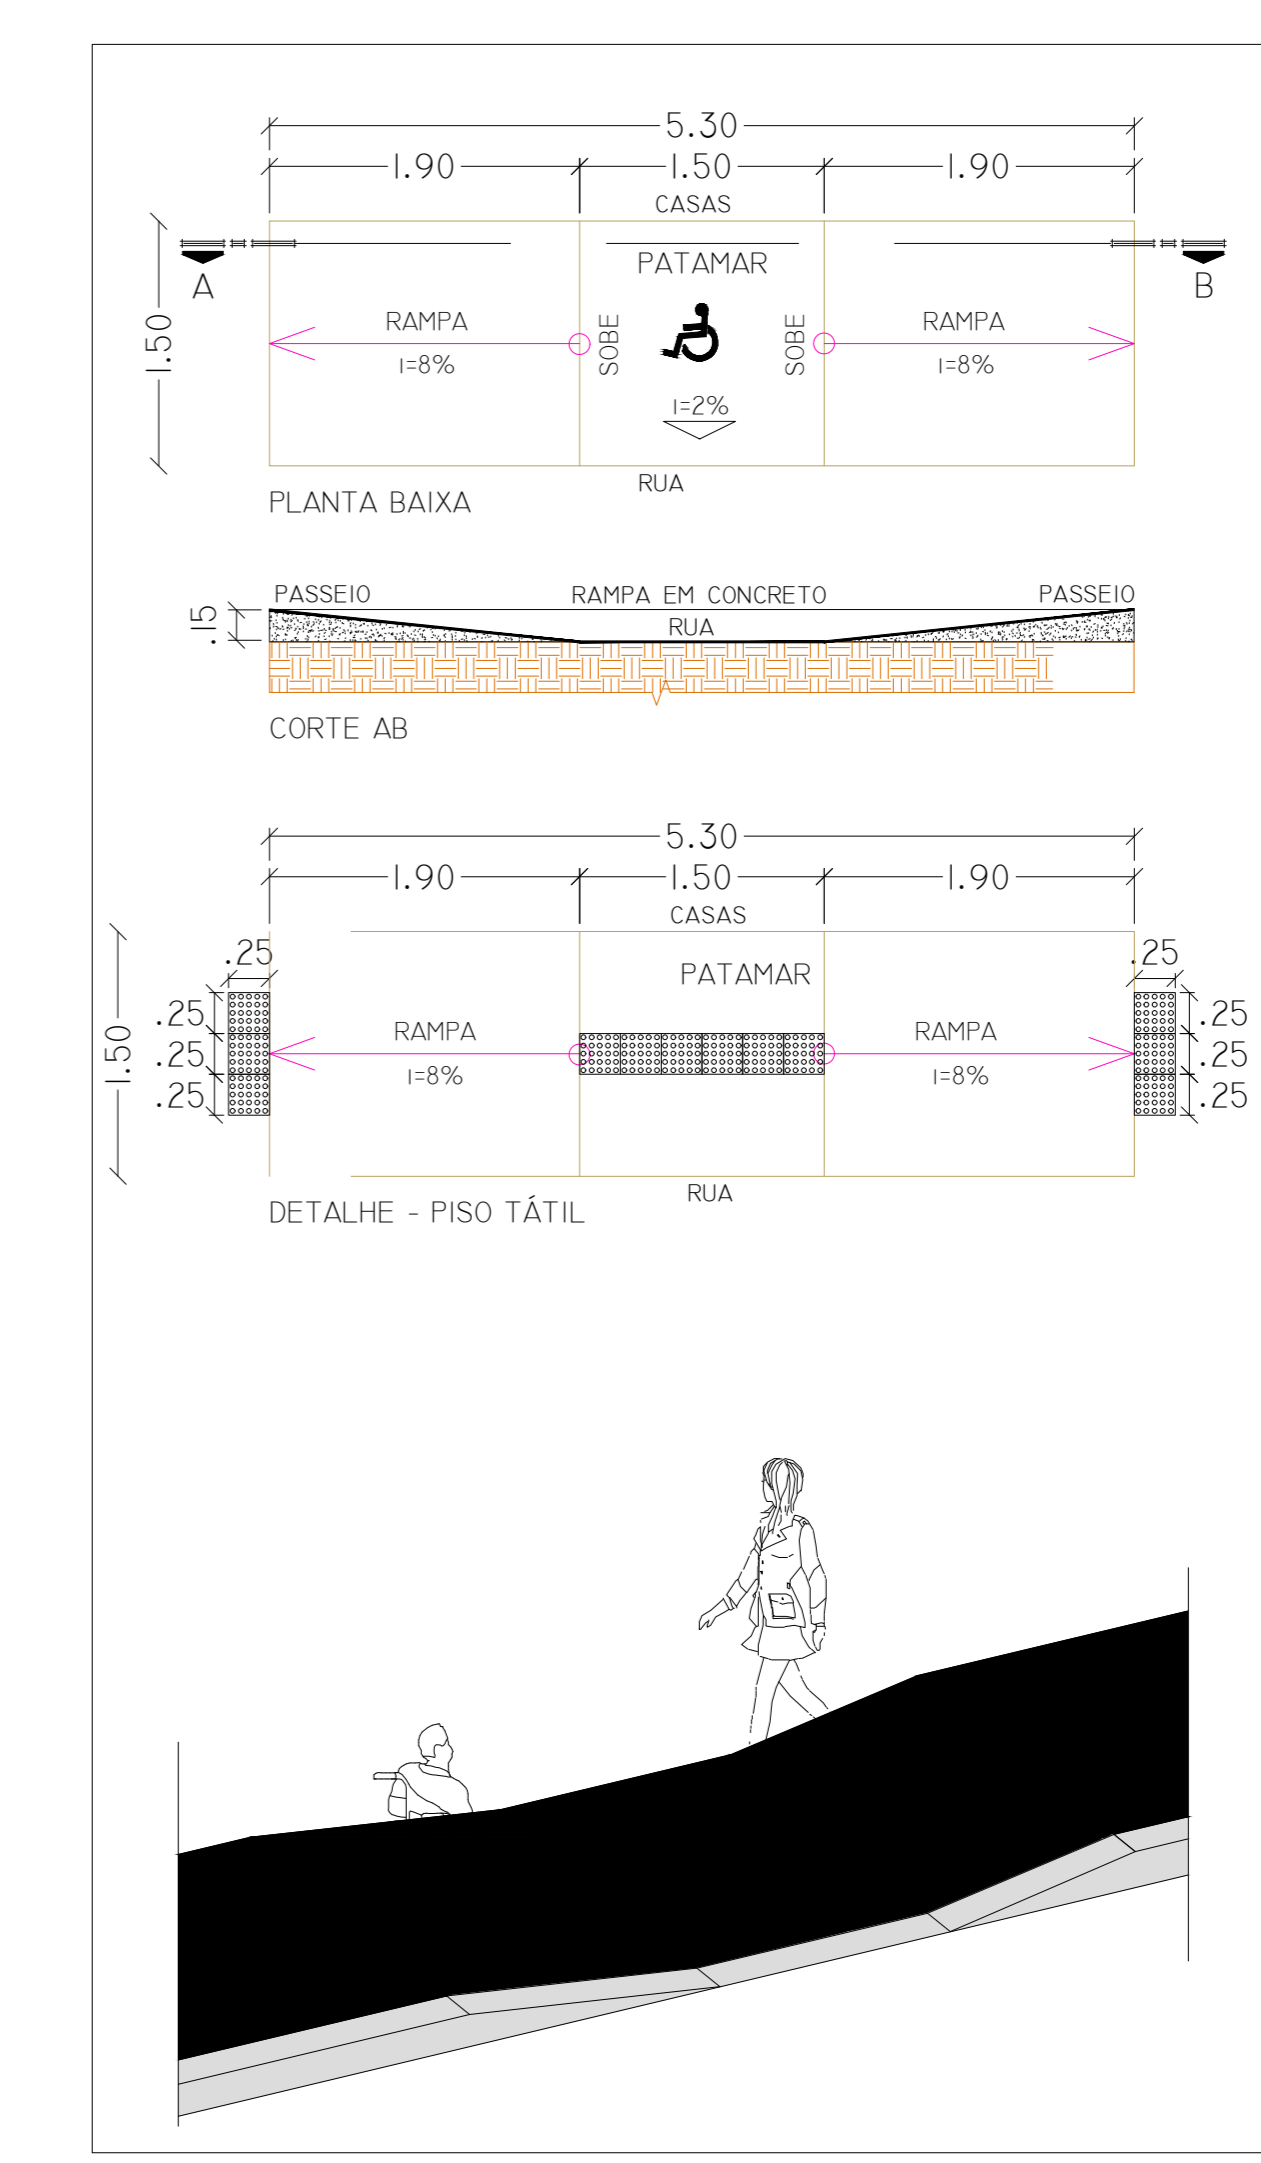 5.30
1.90 1.50 1.90
CASAS
PATAMAR
A B
1.50
RAMPA SOBE SOBE RAMPA
i=8% i=8%
i=2%
RUA
PLANTA BAIXA
PASSEIO RAMPA EM CONCRETO PASSEIO
.15
RUA
CORTE AB
5.30
1.90 1.50 1.90
CASAS
.25 .25
PATAMAR
.25 .25
1.50
RAMPA RAMPA
.25 .25
i=8% i=8%
.25 .25
RUA
DETALHE - PISO TÁTIL